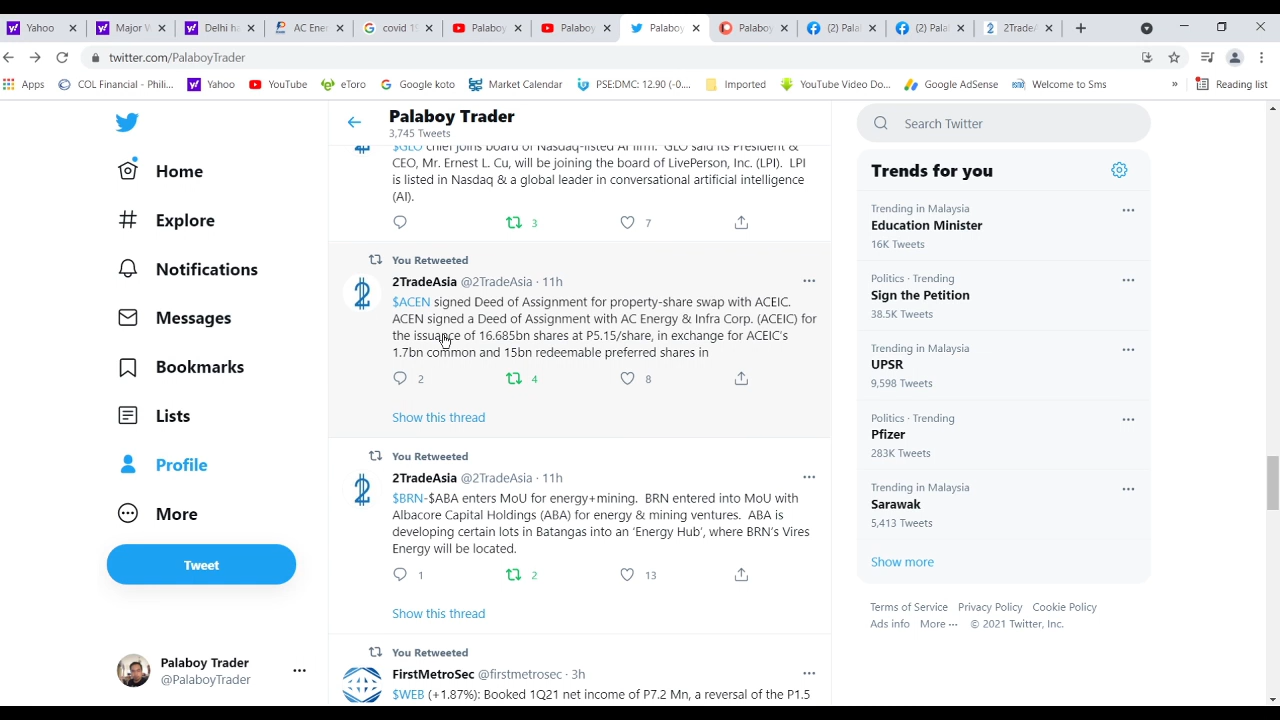 Yahoo
Major V
Delhi ha
AC Ener
covid 19
Palaboy
Palaboy
Palaboy
Palaboy
(2) Pala
(2) Pala
2TradeA
twitter.com/PalaboyTrader
Apps
COL Financial - Phili...
Yahoo
YouTube
eToro
Google koto
Market Calendar
PSE:DMC: 12.90 (-0....
Imported
YouTube Video Do...
Google AdSense
Welcome to Sms
»
Reading list
Home
Explore
Notifications
Messages
Bookmarks
Lists
Profile
More
Tweet
Palaboy Trader
@PalaboyTrader
Palaboy Trader
3,745 Tweets
$GLO chief joins board of Nasdaq-listed AI firm. GLO said its President &
CEO, Mr. Ernest L. Cu, will be joining the board of LivePerson, Inc. (LPI). LPI
is listed in Nasdaq & a global leader in conversational artificial intelligence
(AI).
3 7
You Retweeted
2TradeAsia @2TradeAsia · 11h
$ACEN signed Deed of Assignment for property-share swap with ACEIC.
ACEN signed a Deed of Assignment with AC Energy & Infra Corp. (ACEIC) for
the issuance of 16.685bn shares at P5.15/share, in exchange for ACEIC's
1.7bn common and 15bn redeemable preferred shares in
2 4 8
Show this thread
You Retweeted
2TradeAsia @2TradeAsia · 11h
$BRN-$ABA enters MoU for energy+mining. BRN entered into MoU with
Albacore Capital Holdings (ABA) for energy & mining ventures. ABA is
developing certain lots in Batangas into an 'Energy Hub', where BRN's Vires
Energy will be located.
1 2 13
Show this thread
You Retweeted
FirstMetroSec @firstmetrosec · 3h
$WEB (+1.87%): Booked 1Q21 net income of P7.2 Mn, a reversal of the P1.5
Search Twitter
Trends for you
Trending in Malaysia
Education Minister
16K Tweets
Politics · Trending
Sign the Petition
38.5K Tweets
Trending in Malaysia
UPSR
9,598 Tweets
Politics · Trending
Pfizer
283K Tweets
Trending in Malaysia
Sarawak
5,413 Tweets
Show more
Terms of Service Privacy Policy Cookie Policy
Ads info More ··· © 2021 Twitter, Inc.